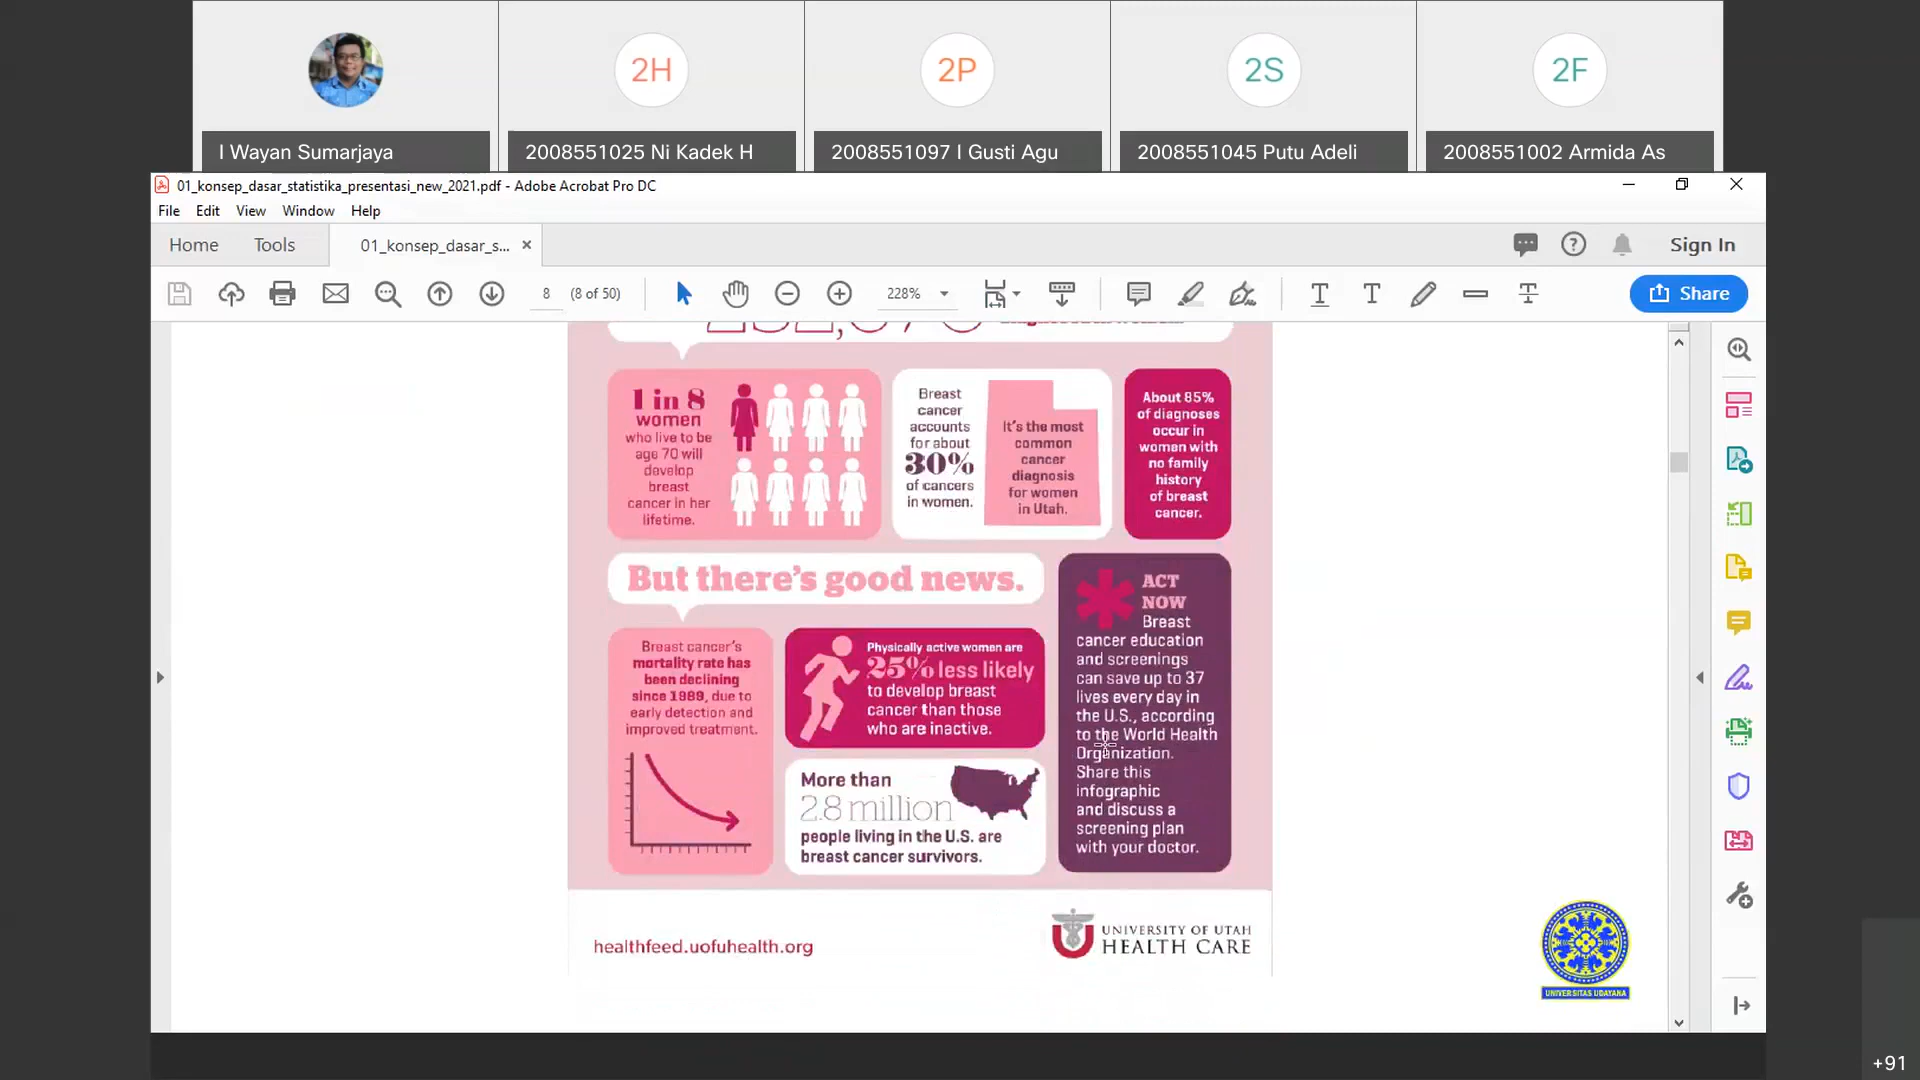 2H
2P
2S
2F
I Wayan Sumarjaya
2008551025 Ni Kadek H
2008551097 I Gusti Agu
2008551045 Putu Adeli
2008551002 Armida As
01_konsep_dasar_statistika_presentasi_new_2021.pdf - Adobe Acrobat Pro DC
File Edit View Window Help
Home Tools 01_konsep_dasar_s... Sign In
8 (8 of 50) 228% Share
1 in 8
women
who live to be
age 70 will
develop
breast
cancer in her
lifetime.
Breast
cancer
accounts
for about
30%
of cancers
in women.
It's the most
common
cancer
diagnosis
for women
in Utah.
About 85%
of diagnoses
occur in
women with
no family
history
of breast
cancer.
But there's good news.
Breast cancer's
mortality rate has
been declining
since 1989, due to
early detection and
improved treatment.
Physically active women are
25% less likely
to develop breast
cancer than those
who are inactive.
More than
2.8 million
people living in the U.S. are
breast cancer survivors.
ACT
NOW
Breast
cancer education
and screenings
can save up to 37
lives every day in
the U.S., according
to the World Health
Organization.
Share this
infographic
and discuss a
screening plan
with your doctor.
healthfeed.uofuhealth.org
UNIVERSITY OF UTAH
HEALTH CARE
UNIVERSITAS UDAYANA
+91